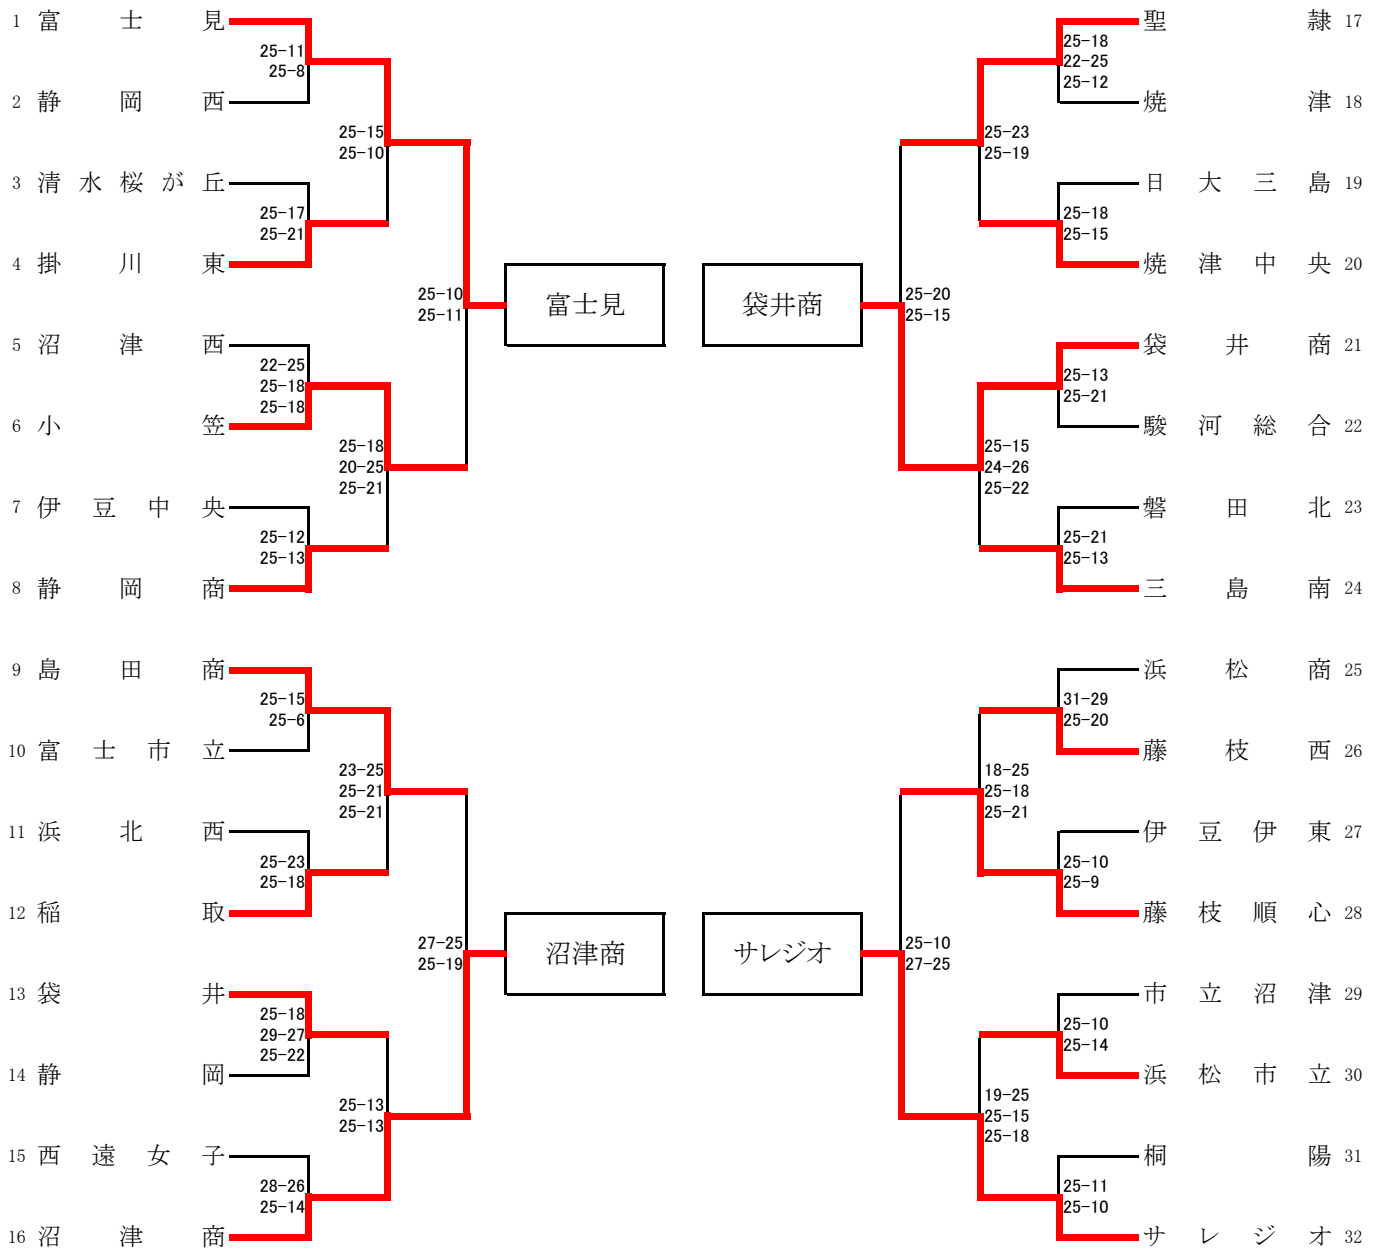 1 富士見
25-11
25-8
2 静岡西
25-15
25-10
3 清水桜が丘
25-17
25-21
4 掛川東
25-10
25-11
富士見
5 沼津西
22-25
25-18
25-18
6 小笠
25-18
20-25
25-21
7 伊豆中央
25-12
25-13
8 静岡商
9 島田商
25-15
25-6
10 富士市立
23-25
25-21
25-21
11 浜北西
25-23
25-18
12 稲取
27-25
25-19
沼津商
13 袋井
25-18
29-27
25-22
14 静岡
25-13
25-13
15 西遠女子
28-26
25-14
16 沼津商
聖隷 17
25-18
22-25
25-12
焼津 18
25-23
25-19
日大三島 19
25-18
25-15
焼津中央 20
袋井商
25-20
25-15
袋井商 21
25-13
25-21
駿河総合 22
25-15
24-26
25-22
磐田北 23
25-21
25-13
三島南 24
浜松商 25
31-29
25-20
藤枝西 26
18-25
25-18
25-21
伊豆伊東 27
25-10
25-9
藤枝順心 28
サレジオ
25-10
27-25
市立沼津 29
25-10
25-14
浜松市立 30
19-25
25-15
25-18
桐陽 31
25-11
25-10
サレジオ 32